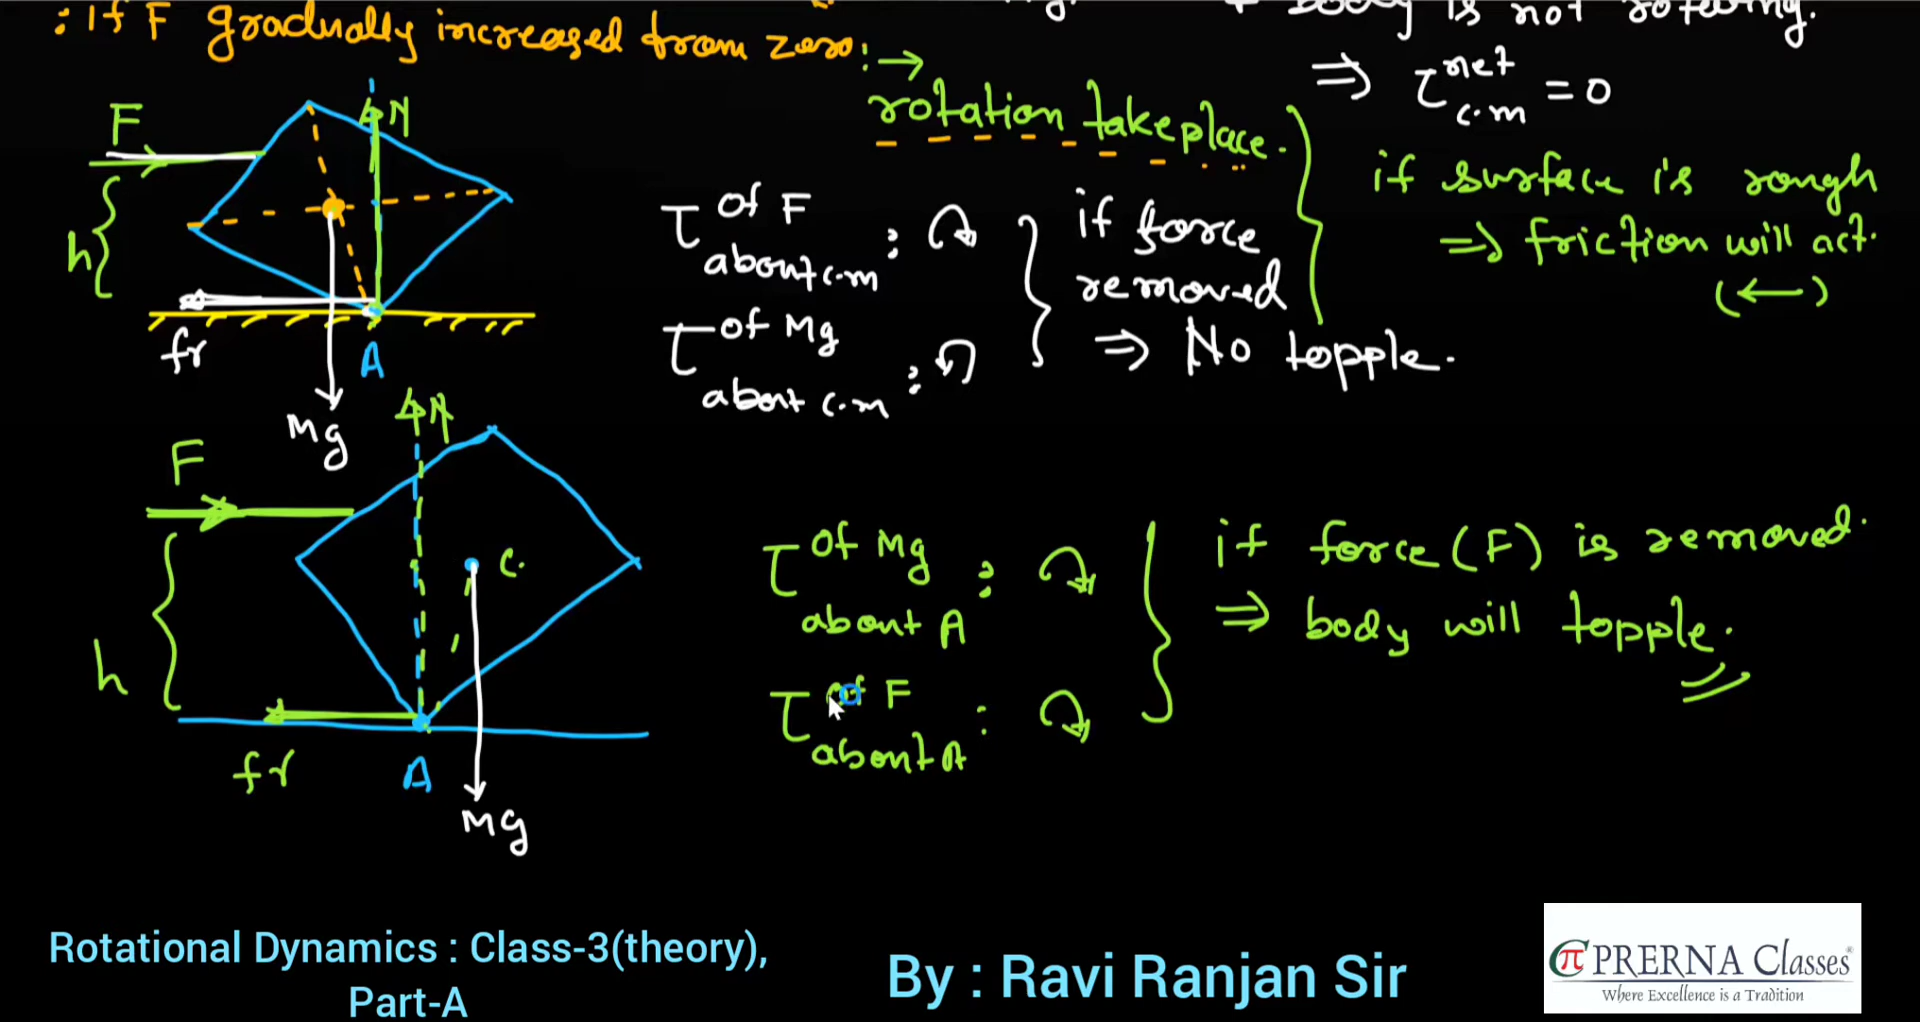 : If F gradually increased from zero : →
body is not rotating.
⇒ τ net c.m = 0
rotation take place.
F
N
h
fr
A
Mg
τ of F about c.m :
τ of Mg about c.m :
if force
removed
⇒ No topple.
if surface is rough
⇒ friction will act.
(←)
N
F
h
c.
fr
A
Mg
τ of Mg about A :
τ of F about A :
if force (F) is removed.
⇒ body will topple.
Rotational Dynamics : Class-3(theory),
Part-A
By : Ravi Ranjan Sir
π PRERNA Classes®
Where Excellence is a Tradition